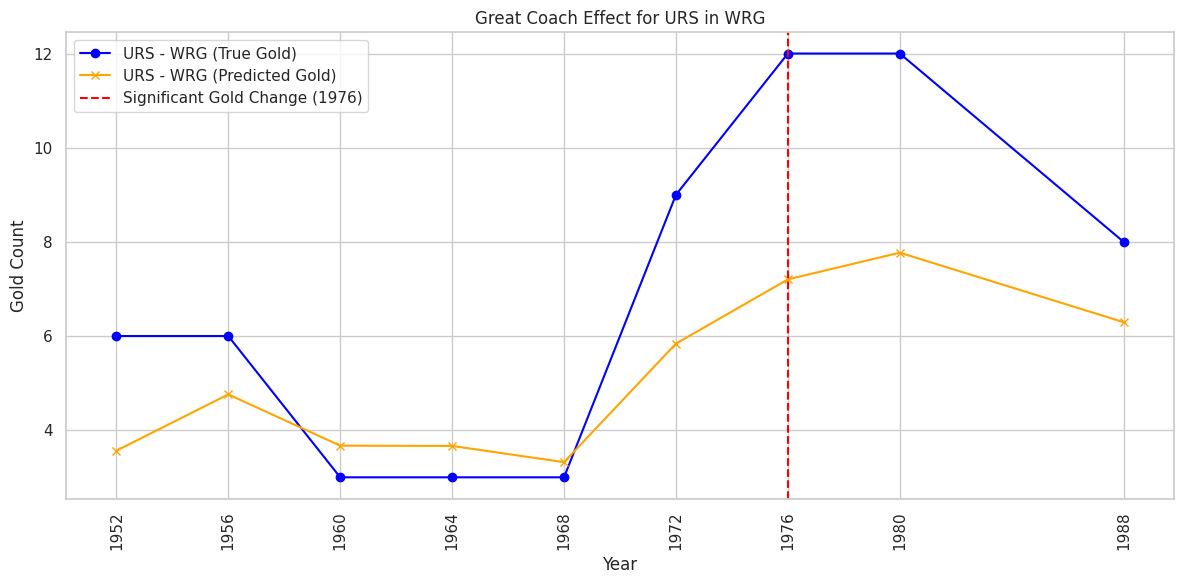 Great Coach Effect for URS in WRG
URS - WRG (True Gold)
URS - WRG (Predicted Gold)
Significant Gold Change (1976)
Gold Count
12
10
8
6
4
1952
1956
1960
1964
1968
1972
1976
1980
1988
Year